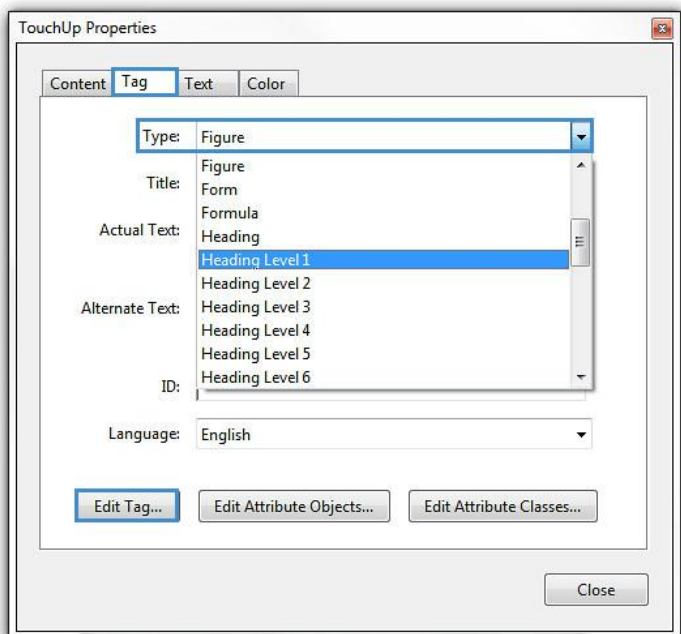 TouchUp Properties
Content Tag Text Color
Type: Figure
Figure
Title:
Form
Formula
Actual Text:
Heading
Heading Level 1
Heading Level 2
Alternate Text:
Heading Level 3
Heading Level 4
Heading Level 5
ID:
Heading Level 6
Language: English
Edit Tag... Edit Attribute Objects... Edit Attribute Classes...
Close